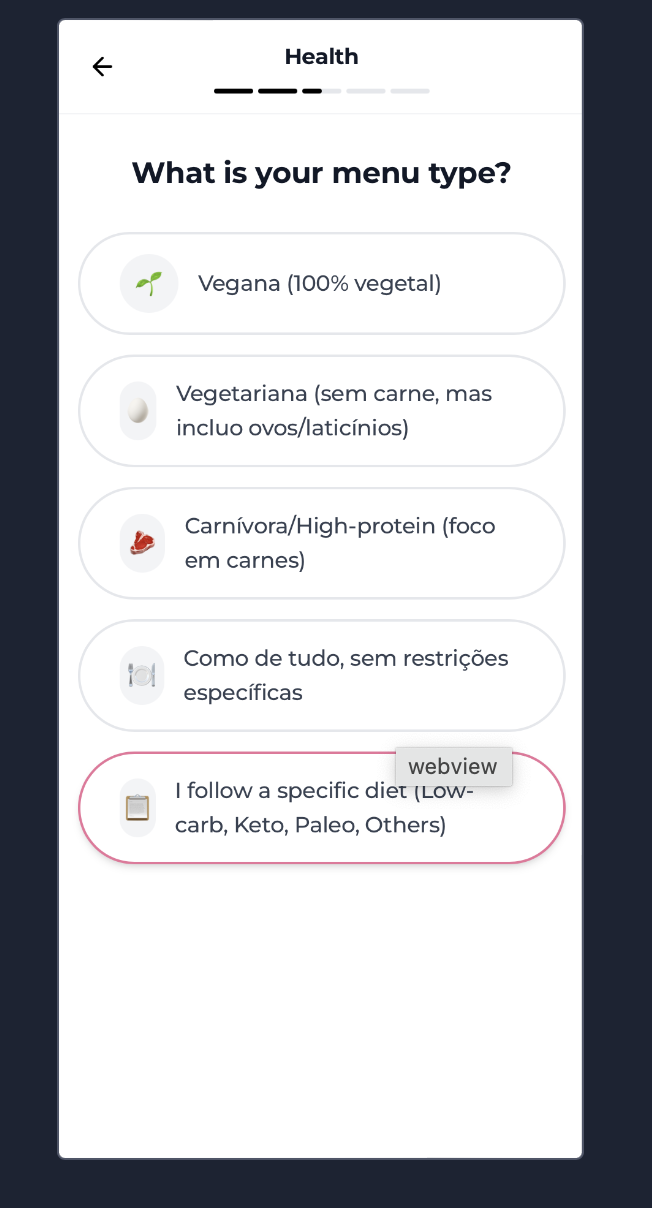 Health
What is your menu type?
Vegana (100% vegetal)
Vegetariana (sem carne, mas
incluo ovos/laticínios)
Carnívora/High-protein (foco
em carnes)
Como de tudo, sem restrições
específicas
webview
I follow a specific diet (Low-
carb, Keto, Paleo, Others)